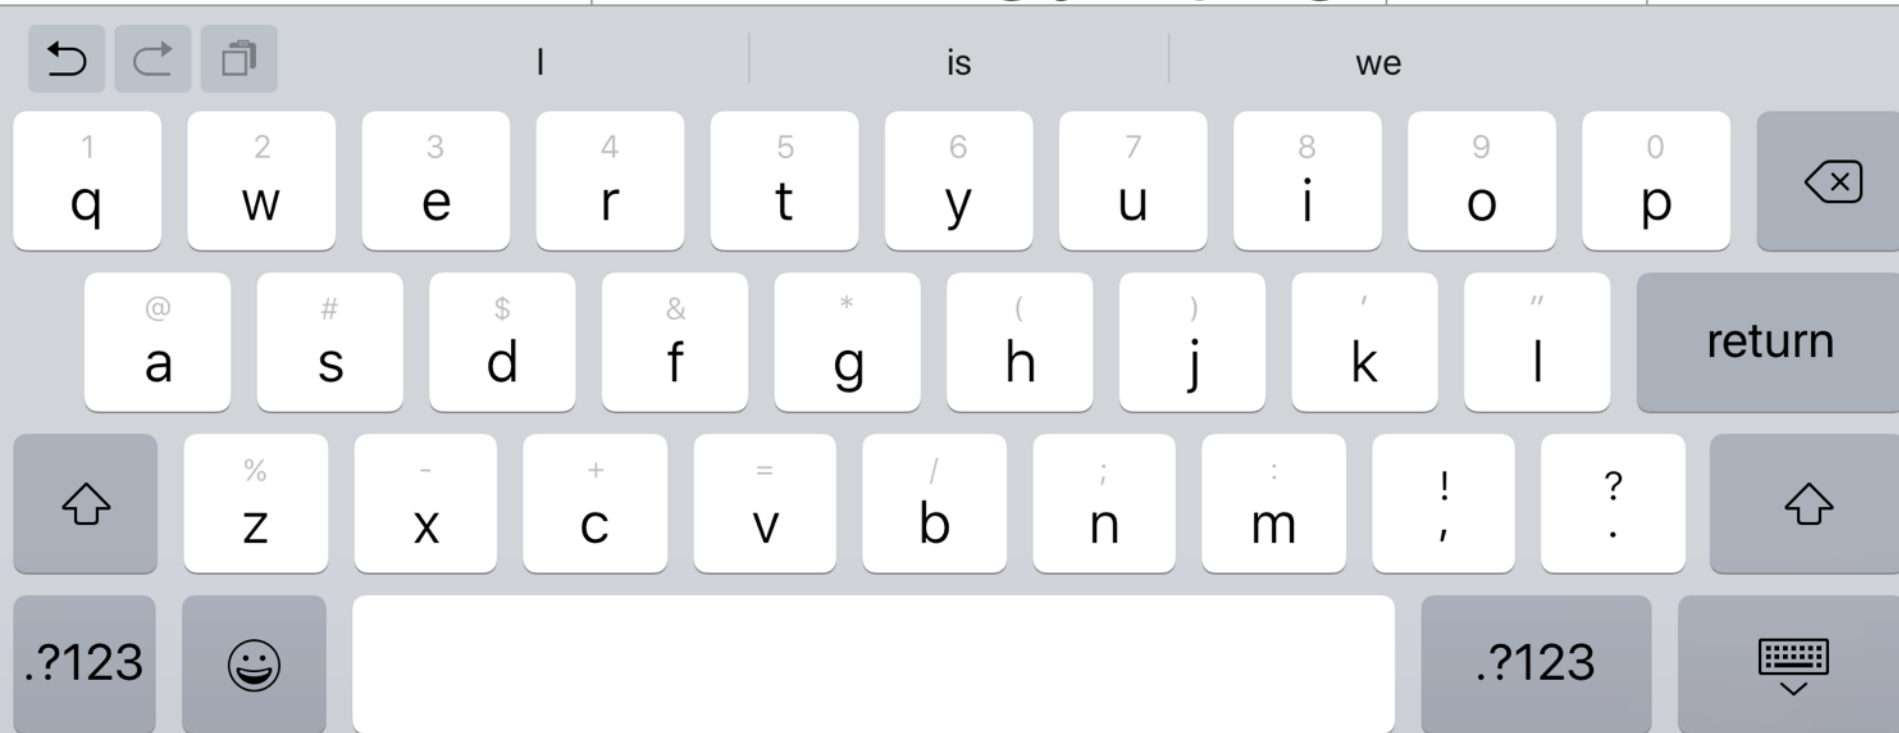 I is we
1 2 3 4 5 6 7 8 9 0
q w e r t y u i o p
@ # $ & * ( ) ' "
a s d f g h j k l return
% - + = / ; : ! ?
z x c v b n m , .
.?123 .?123